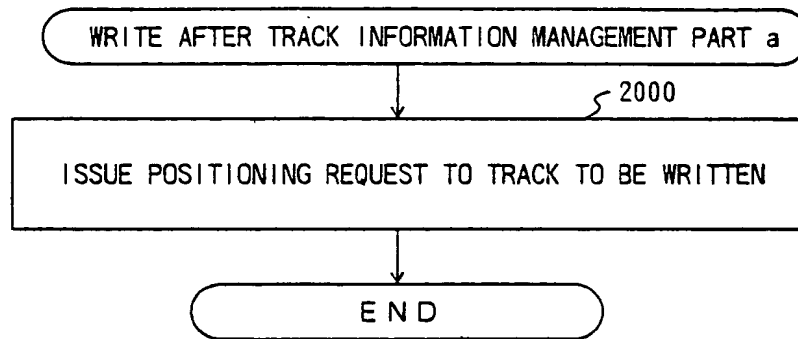 WRITE AFTER TRACK INFORMATION MANAGEMENT PART a
2000
ISSUE POSITIONING REQUEST TO TRACK TO BE WRITTEN
END